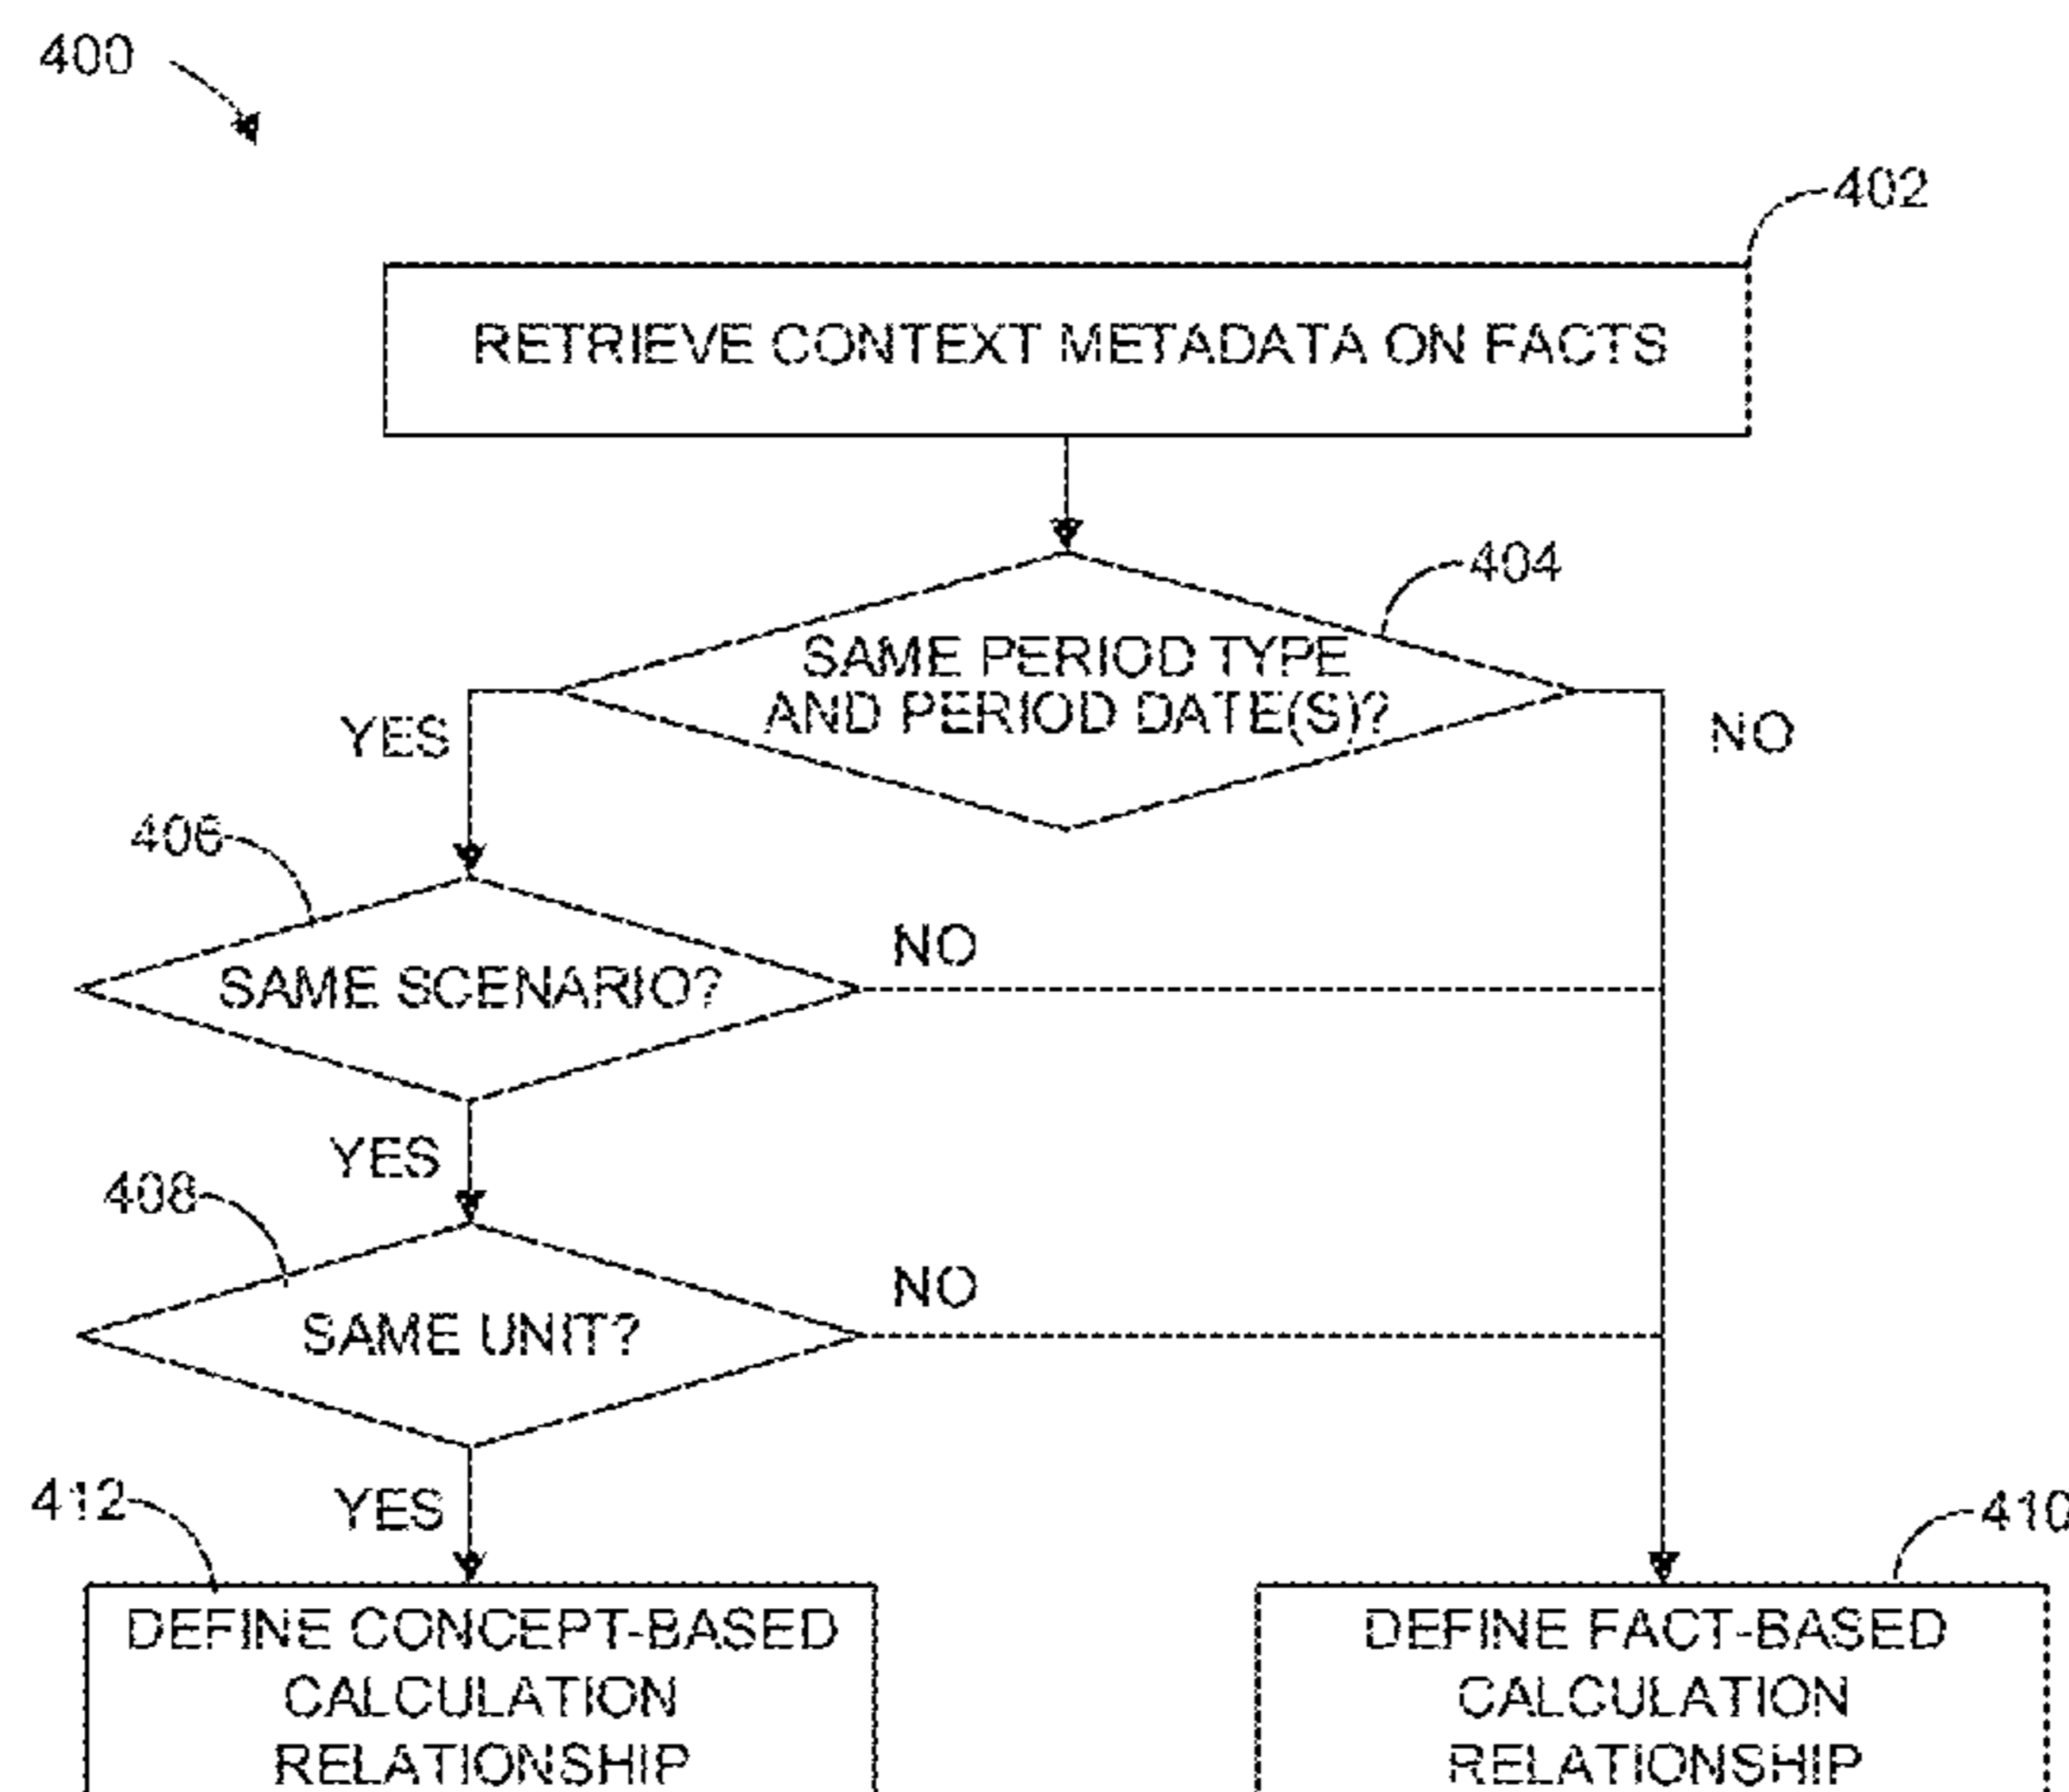 400
402
RETRIEVE CONTEXT METADATA ON FACTS
404
SAME PERIOD TYPE
AND PERIOD DATE(S)?
YES
NO
406
SAME SCENARIO?
NO
YES
408
SAME UNIT?
NO
YES
412
410
DEFINE CONCEPT-BASED
CALCULATION
RELATIONSHIP
DEFINE FACT-BASED
CALCULATION
RELATIONSHIP